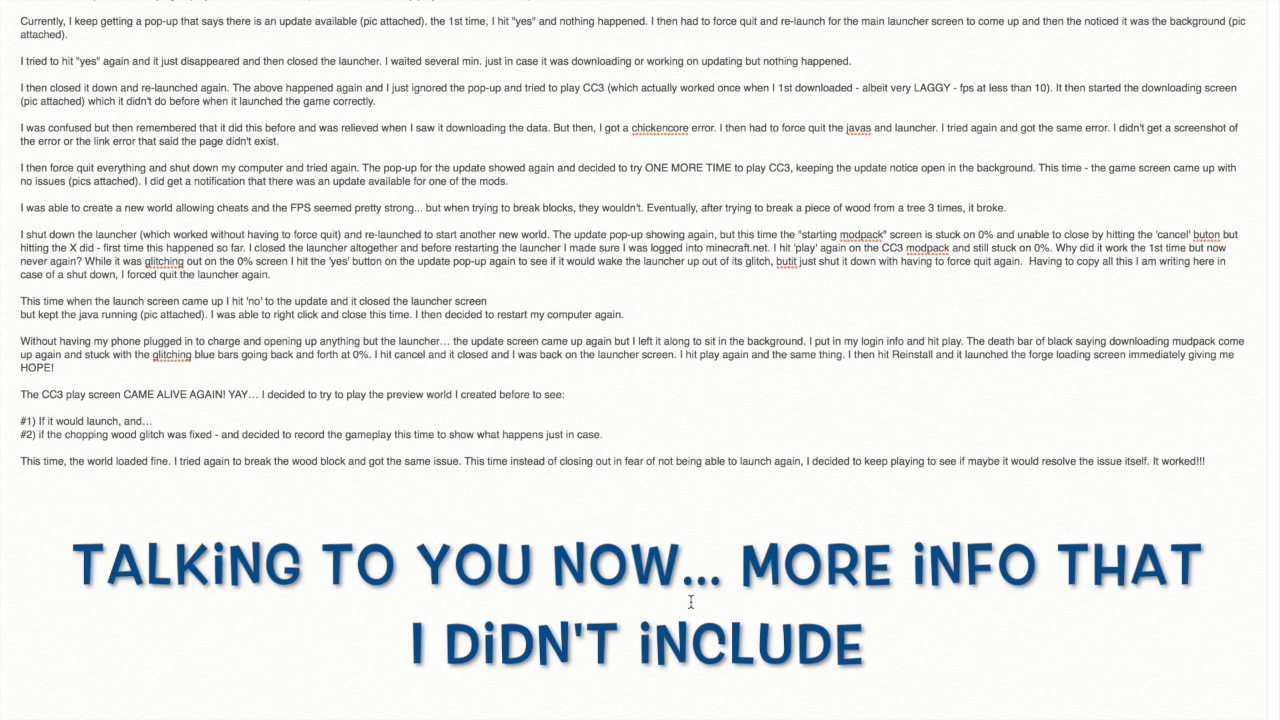 Currently, I keep getting a pop-up that says there is an update available (pic attached). the 1st time, I hit "yes" and nothing happened. I then had to force quit and re-launch for the main launcher screen to come up and then the noticed it was the background (pic
attached).
I tried to hit "yes" again and it just disappeared and then closed the launcher. I waited several min. just in case it was downloading or working on updating but nothing happened.
I then closed it down and re-launched again. The above happened again and I just ignored the pop-up and tried to play CC3 (which actually worked once when I 1st downloaded - albeit very LAGGY - fps at less than 10). It then started the downloading screen
(pic attached) which it didn't do before when it launched the game correctly.
I was confused but then remembered that it did this before and was relieved when I saw it downloading the data. But then, I got a chickencore error. I then had to force quit the javas and launcher. I tried again and got the same error. I didn't get a screenshot of
the error or the link error that said the page didn't exist.
I then force quit everything and shut down my computer and tried again. The pop-up for the update showed again and decided to try ONE MORE TIME to play CC3, keeping the update notice open in the background. This time - the game screen came up with
no issues (pics attached). I did get a notification that there was an update available for one of the mods.
I was able to create a new world allowing cheats and the FPS seemed pretty strong... but when trying to break blocks, they wouldn't. Eventually, after trying to break a piece of wood from a tree 3 times, it broke.
I shut down the launcher (which worked without having to force quit) and re-launched to start another new world. The update pop-up showing again, but this time the "starting modpack" screen is stuck on 0% and unable to close by hitting the 'cancel' buton but
hitting the X did - first time this happened so far. I closed the launcher altogether and before restarting the launcher I made sure I was logged into minecraft.net. I hit 'play' again on the CC3 modpack and still stuck on 0%. Why did it work the 1st time but now
never again? While it was glitching out on the 0% screen I hit the 'yes' button on the update pop-up again to see if it would wake the launcher up out of its glitch, butit just shut it down with having to force quit again.  Having to copy all this I am writing here in
case of a shut down, I forced quit the launcher again.
This time when the launch screen came up I hit 'no' to the update and it closed the launcher screen
but kept the java running (pic attached). I was able to right click and close this time. I then decided to restart my computer again.
Without having my phone plugged in to charge and opening up anything but the launcher… the update screen came up again but I left it along to sit in the background. I put in my login info and hit play. The death bar of black saying downloading mudpack come
up again and stuck with the glitching blue bars going back and forth at 0%. I hit cancel and it closed and I was back on the launcher screen. I hit play again and the same thing. I then hit Reinstall and it launched the forge loading screen immediately giving me
HOPE!
The CC3 play screen CAME ALIVE AGAIN! YAY… I decided to try to play the preview world I created before to see:
#1) If it would launch, and…
#2) if the chopping wood glitch was fixed - and decided to record the gameplay this time to show what happens just in case.
This time, the world loaded fine. I tried again to break the wood block and got the same issue. This time instead of closing out in fear of not being able to launch again, I decided to keep playing to see if maybe it would resolve the issue itself. It worked!!!
TALKiNG TO YOU NOW... MORE iNFO THAT
I DiDN'T iNCLUDE